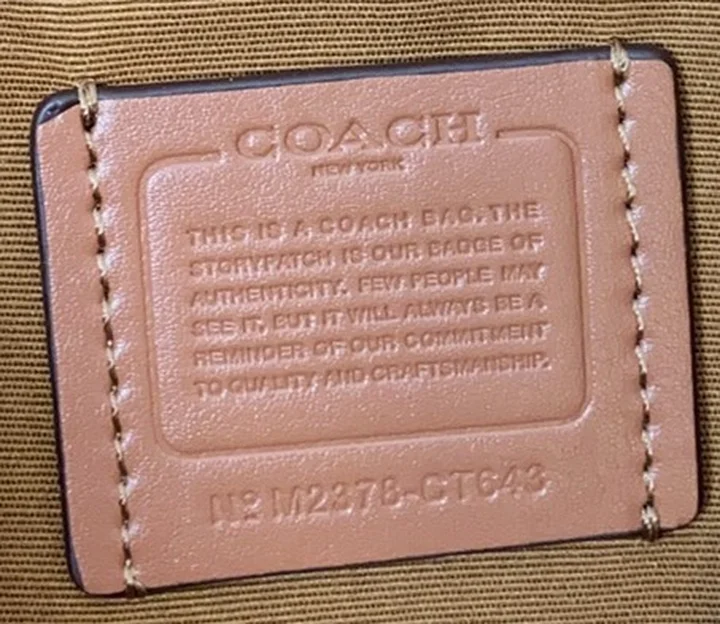 COACH
NEW YORK
THIS IS A COACH BAG. THE
STORYPATCH IS OUR BADGE OF
AUTHENTICITY. FEW PEOPLE MAY
SEE IT, BUT IT WILL ALWAYS BE A
REMINDER OF OUR COMMITMENT
TO QUALITY AND CRAFTSMANSHIP.
Nº M2378-CT643